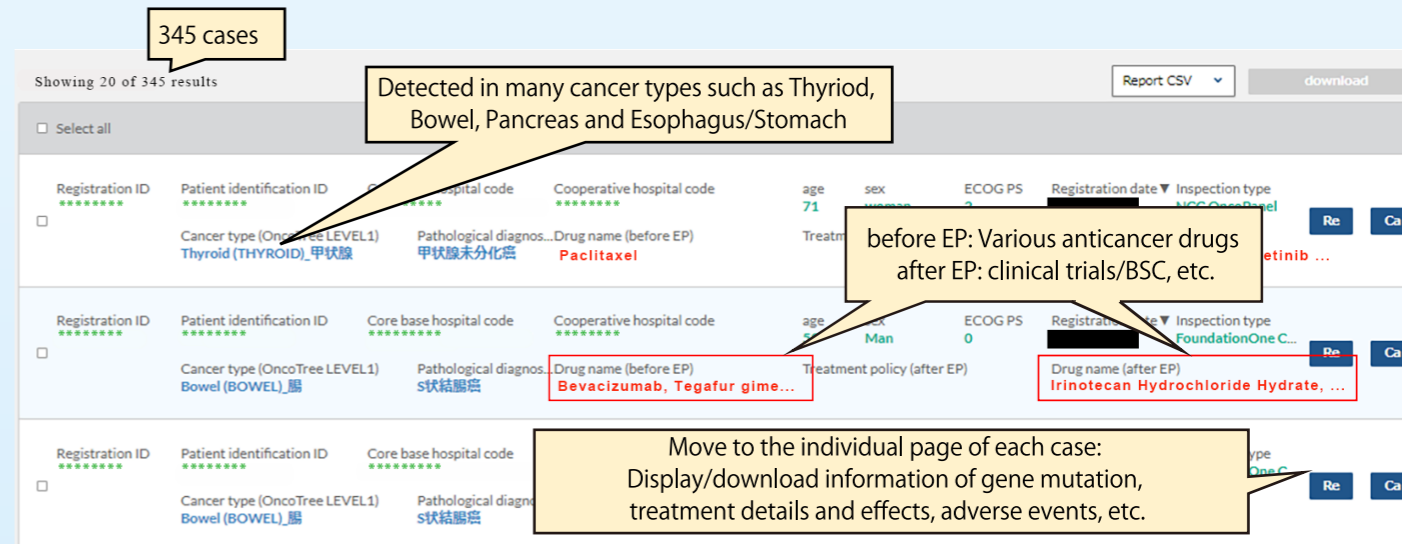 345 cases
Showing 20 of 345 results
Detected in many cancer types such as Thyriod,
Bowel, Pancreas and Esophagus/Stomach
Report CSV
download
Select all
Registration ID
********
Patient identification ID
********
hospital code
*****
Cooperative hospital code
********
age
71
sex
woman
ECOG PS
Registration date▼
Inspection type
NCC OncoPanel
Cancer type (OncoTree LEVEL1)
Thyroid (THYROID)_甲状腺
Pathological diagnos...
甲状腺未分化癌
Drug name (before EP)
Paclitaxel
Re
Ca
before EP: Various anticancer drugs
after EP: clinical trials/BSC, etc.
Registration ID
********
Patient identification ID
********
Core base hospital code
*********
Cooperative hospital code
********
age
sex
Man
ECOG PS
0
Inspection type
FoundationOne C...
Cancer type (OncoTree LEVEL1)
Bowel (BOWEL)_腸
Pathological diagnos...
S状結腸癌
Drug name (before EP)
Bevacizumab, Tegafur gime...
Treatment policy (after EP)
Drug name (after EP)
Irinotecan Hydrochloride Hydrate, ...
Re
Ca
Registration ID
********
Patient identification ID
********
Core base hospital code
*********
Cancer type (OncoTree LEVEL1)
Bowel (BOWEL)_腸
S状結腸癌
Move to the individual page of each case:
Display/download information of gene mutation,
treatment details and effects, adverse events, etc.
Re
Ca